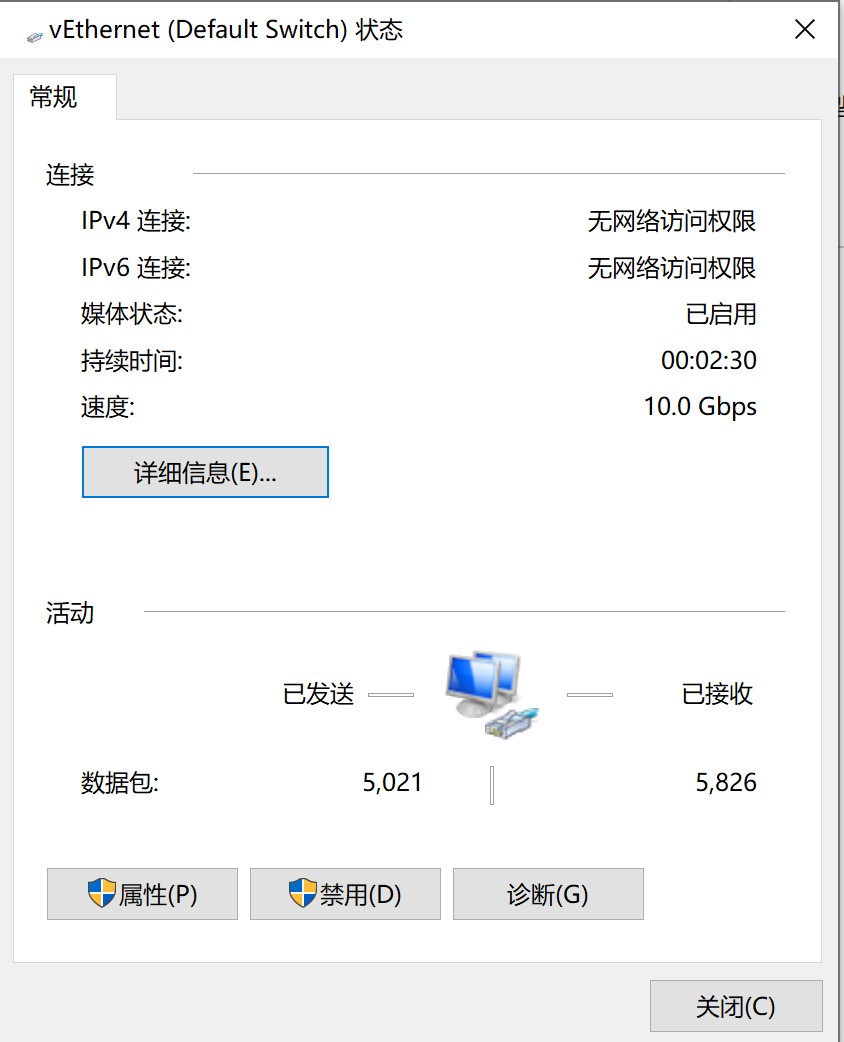 vEthernet (Default Switch) 状态
常规
连接
IPv4 连接: 无网络访问权限
IPv6 连接: 无网络访问权限
媒体状态: 已启用
持续时间: 00:02:30
速度: 10.0 Gbps
详细信息(E)...
活动
已发送 已接收
数据包: 5,021 5,826
属性(P) 禁用(D) 诊断(G)
关闭(C)